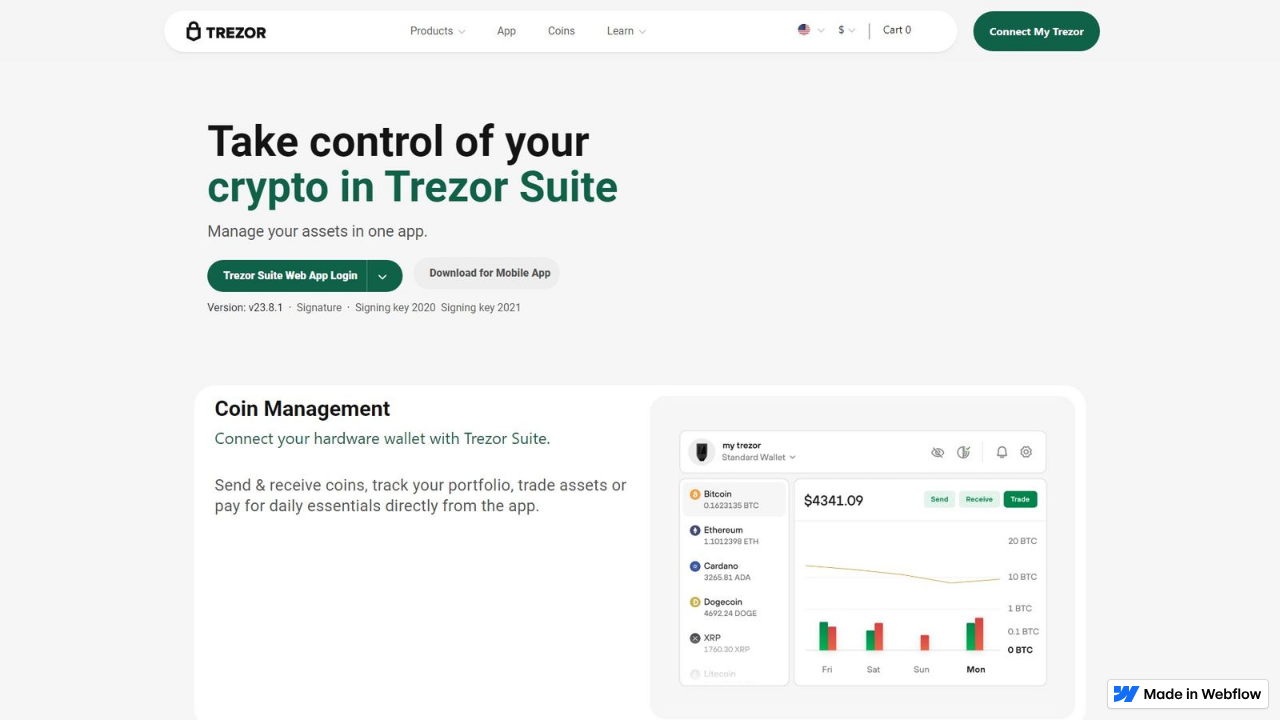 TREZOR
Products
App
Coins
Learn
$
Cart 0
Connect My Trezor
Take control of your
crypto in Trezor Suite
Manage your assets in one app.
Trezor Suite Web App Login
Download for Mobile App
Version: v23.8.1 · Signature · Signing key 2020 Signing key 2021
Coin Management
Connect your hardware wallet with Trezor Suite.
Send & receive coins, track your portfolio, trade assets or
pay for daily essentials directly from the app.
my trezor
Standard Wallet
Bitcoin
0.1623135 BTC
Ethereum
1.1012398 ETH
Cardano
3265.81 ADA
Dogecoin
4692.24 DOGE
XRP
1760.30 XRP
Litecoin
$4341.09
Send
Receive
Trade
20 BTC
10 BTC
1 BTC
0.1 BTC
0 BTC
Fri
Sat
Sun
Mon
Made in Webflow